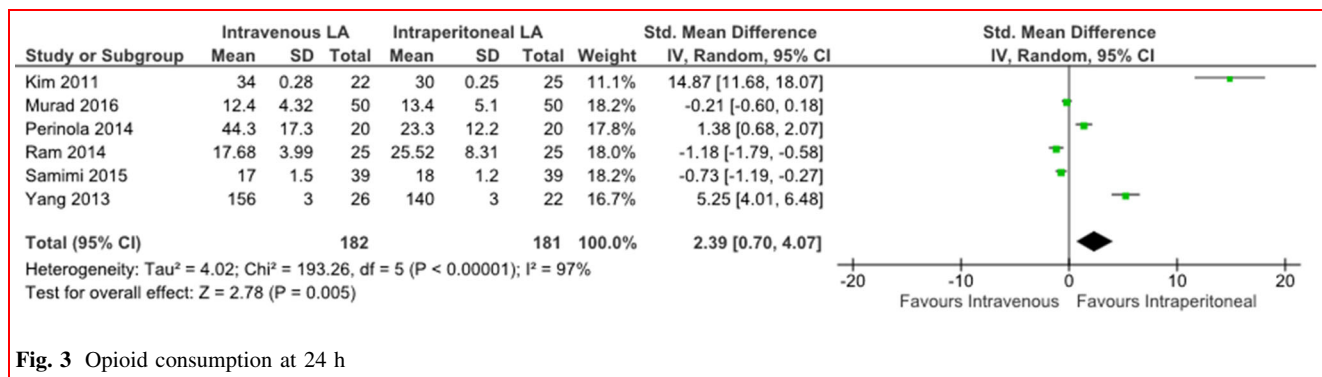 Intravenous LA Intraperitoneal LA Std. Mean Difference Std. Mean Difference
Study or Subgroup Mean SD Total Mean SD Total Weight IV, Random, 95% CI IV, Random, 95% CI
Kim 2011 34 0.28 22 30 0.25 25 11.1% 14.87 [11.68, 18.07]
Murad 2016 12.4 4.32 50 13.4 5.1 50 18.2% -0.21 [-0.60, 0.18]
Perinola 2014 44.3 17.3 20 23.3 12.2 20 17.8% 1.38 [0.68, 2.07]
Ram 2014 17.68 3.99 25 25.52 8.31 25 18.0% -1.18 [-1.79, -0.58]
Samimi 2015 17 1.5 39 18 1.2 39 18.2% -0.73 [-1.19, -0.27]
Yang 2013 156 3 26 140 3 22 16.7% 5.25 [4.01, 6.48]
Total (95% CI) 182 181 100.0% 2.39 [0.70, 4.07]
Heterogeneity: Tau² = 4.02; Chi² = 193.26, df = 5 (P < 0.00001); I² = 97%
Test for overall effect: Z = 2.78 (P = 0.005)
-20 -10 0 10 20
Favours Intravenous Favours Intraperitoneal
Fig. 3 Opioid consumption at 24 h